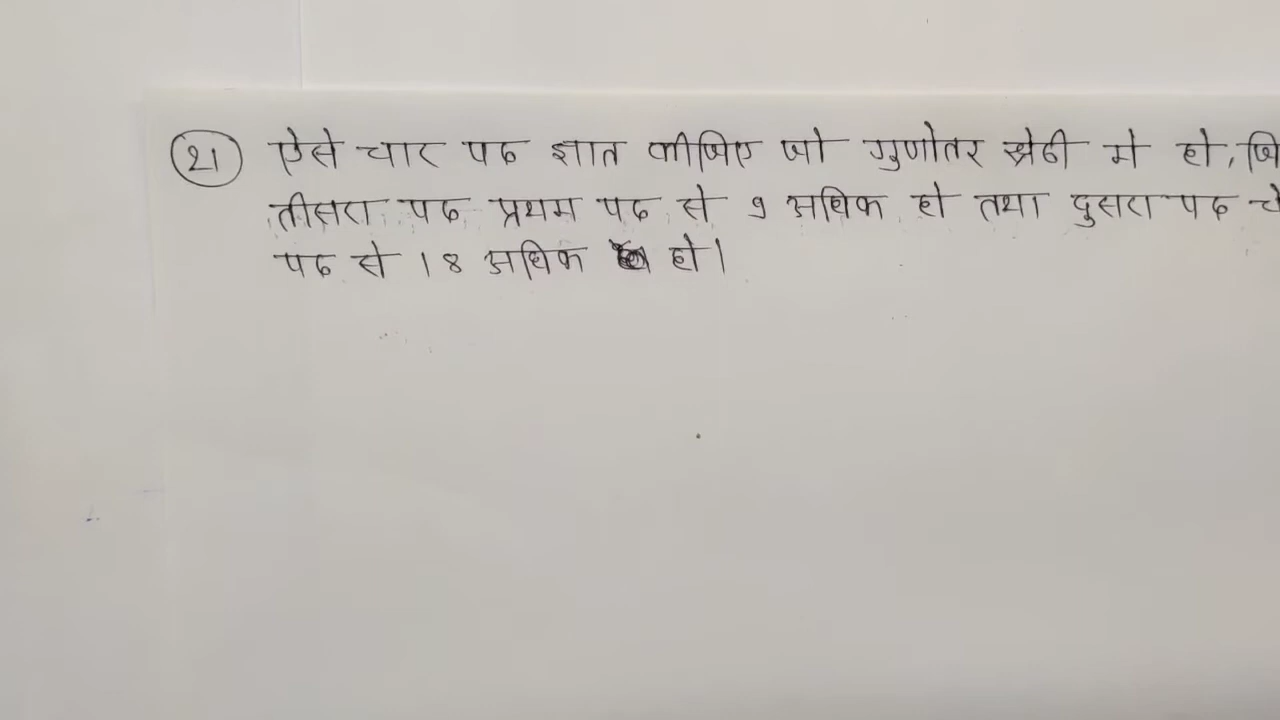 21 ऐसे चार पद ज्ञात कीजिए जो गुणोतर श्रेढी मे हो, जि
तीसरा पद प्रथम पद से 9 अधिक हो तथा दुसरा पद चौ
पद से 18 अधिक हो।